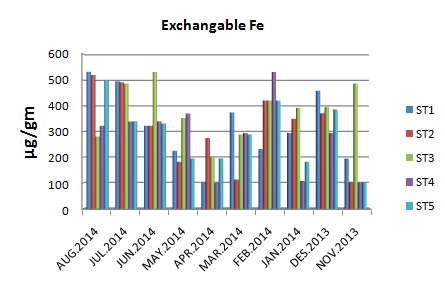 Exchangable Fe
µg/gm
600
500
400
300
200
100
0
AUG.2014
JUL.2014
JUN.2014
MAY.2014
APR.2014
MAR.2014
FEB.2014
JAN.2014
DES.2013
NOV.2013
ST1
ST2
ST3
ST4
ST5